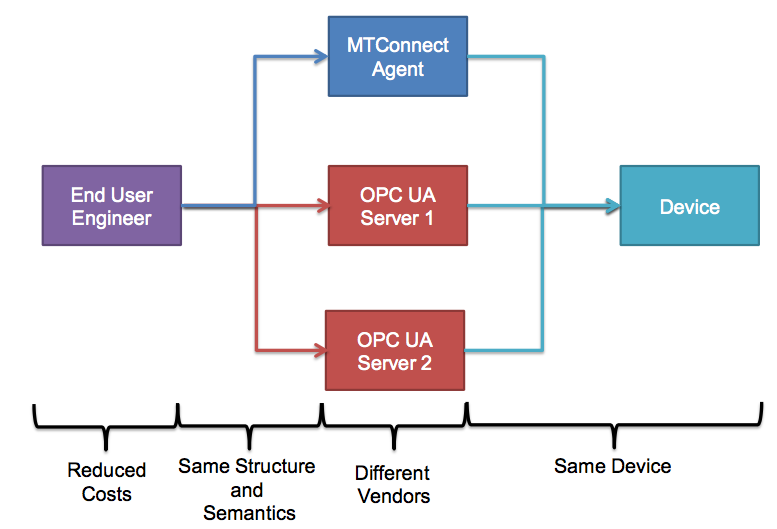 MTConnect
Agent
End User
Engineer
OPC UA
Server 1
Device
OPC UA
Server 2
Reduced
Costs
Same Structure
and
Semantics
Different
Vendors
Same Device